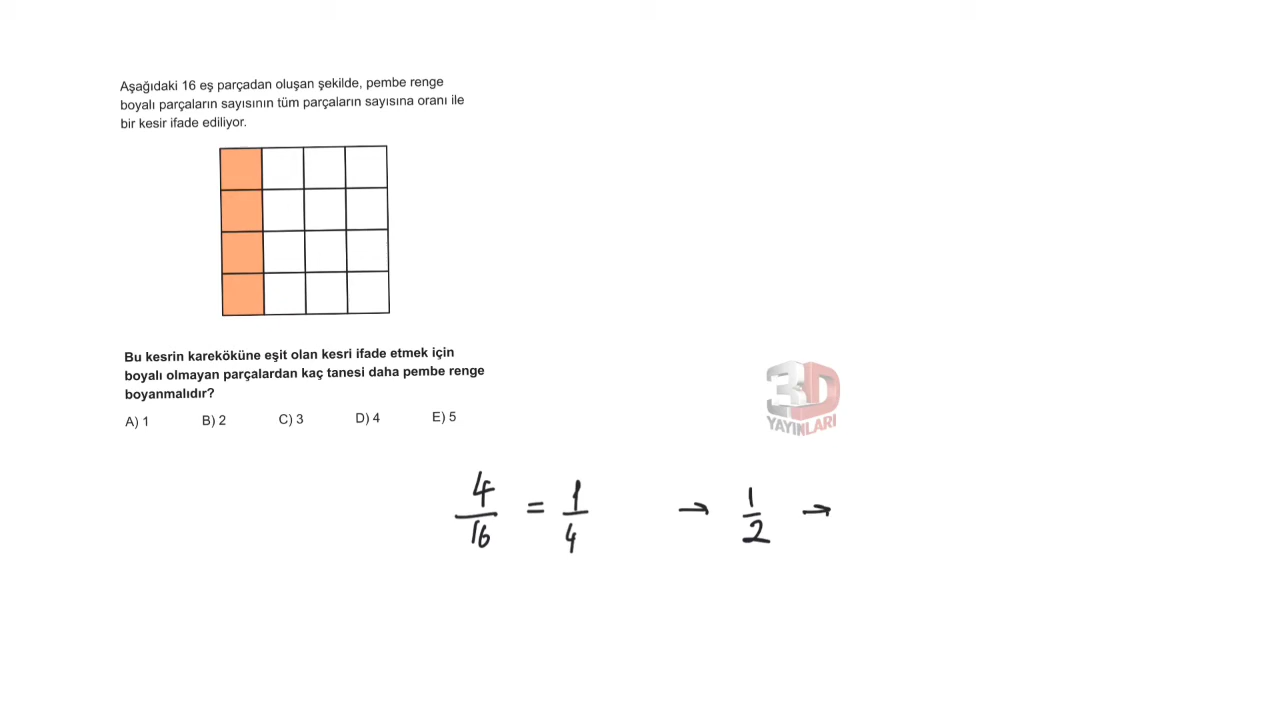 Aşağıdaki 16 eş parçadan oluşan şekilde, pembe renge
boyalı parçaların sayısının tüm parçaların sayısına oranı ile
bir kesir ifade ediliyor.
Bu kesrin kareköküne eşit olan kesri ifade etmek için
boyalı olmayan parçalardan kaç tanesi daha pembe renge
boyanmalıdır?
A) 1 B) 2 C) 3 D) 4 E) 5
3D
YAYINLARI
4/16 = 1/4 → 1/2 →